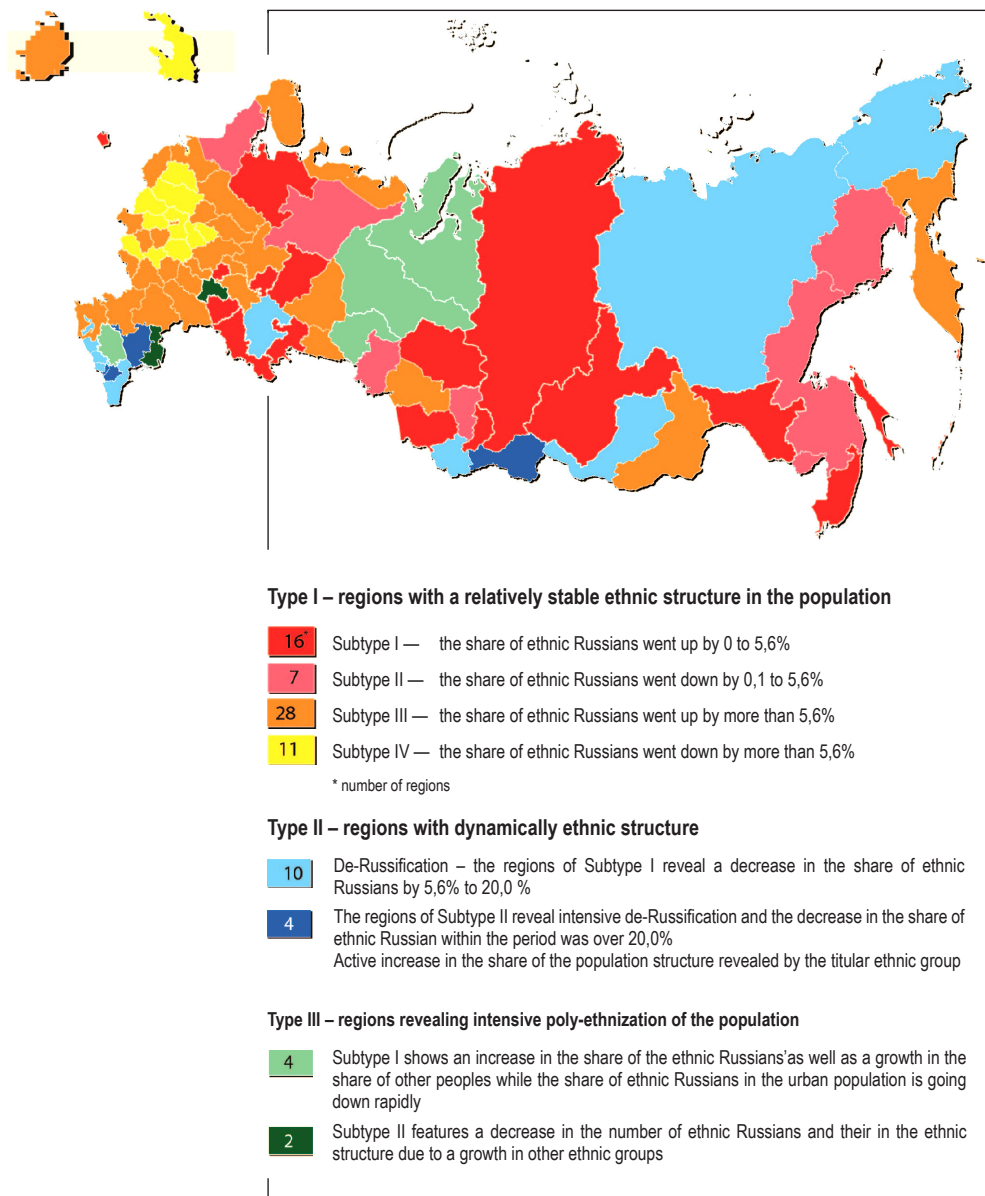 Type I – regions with a relatively stable ethnic structure in the population
16* Subtype I — the share of ethnic Russians went up by 0 to 5,6%
7 Subtype II — the share of ethnic Russians went down by 0,1 to 5,6%
28 Subtype III — the share of ethnic Russians went up by more than 5,6%
11 Subtype IV — the share of ethnic Russians went down by more than 5,6%
* number of regions
Type II – regions with dynamically ethnic structure
10 De-Russification – the regions of Subtype I reveal a decrease in the share of ethnic
Russians by 5,6% to 20,0 %
4 The regions of Subtype II reveal intensive de-Russification and the decrease in the share of
ethnic Russian within the period was over 20,0%
Active increase in the share of the population structure revealed by the titular ethnic group
Type III – regions revealing intensive poly-ethnization of the population
4 Subtype I shows an increase in the share of the ethnic Russians'as well as a growth in the
share of other peoples while the share of ethnic Russians in the urban population is going
down rapidly
2 Subtype II features a decrease in the number of ethnic Russians and their in the ethnic
structure due to a growth in other ethnic groups